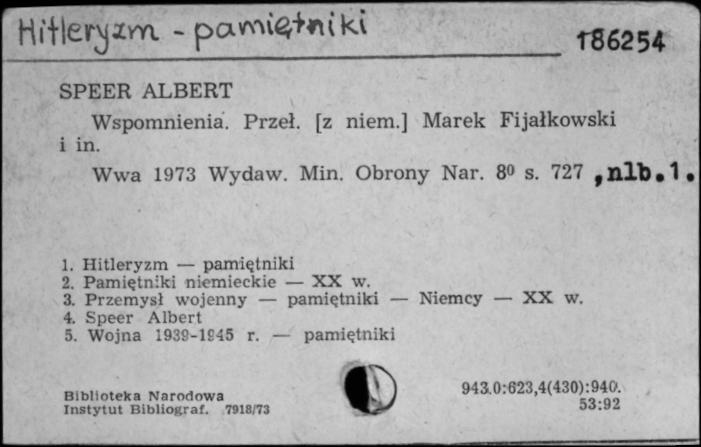 Hitleryzm - pamiętniki
186254
SPEER ALBERT
Wspomnienia. Przeł. [z niem.] Marek Fijałkowski
i in.
Wwa 1973 Wydaw. Min. Obrony Nar. 8⁰ s. 727 ,nlb.1.
1. Hitleryzm — pamiętniki
2. Pamiętniki niemieckie — XX w.
3. Przemysł wojenny — pamiętniki — Niemcy — XX w.
4. Speer Albert
5. Wojna 1939-1945 r. — pamiętniki
Biblioteka Narodowa
Instytut Bibliograf. 7918/73
943.0:623,4(430):940.
53:92